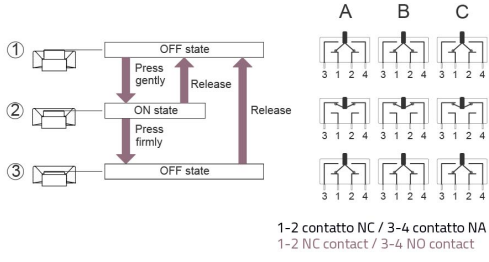 A B C
① OFF state
Press
gently
Release
② ON state
Press
firmly
Release
③ OFF state
3 1 2 4 3 1 2 4 3 1 2 4
3 1 2 4 3 1 2 4 3 1 2 4
3 1 2 4 3 1 2 4 3 1 2 4
1-2 contatto NC / 3-4 contatto NA
1-2 NC contact / 3-4 NO contact